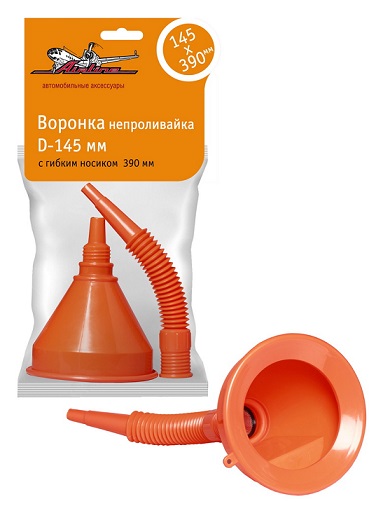 Airline
автомобильные аксессуары
145
x
390мм
Воронка непроливайка
D-145 мм
с гибким носиком 390 мм